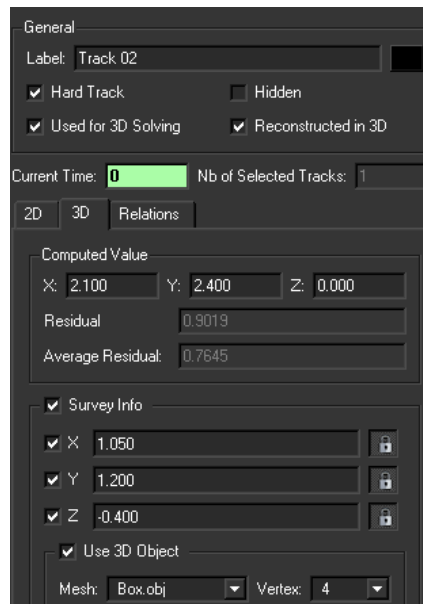 General
Label: Track 02
Hard Track Hidden
Used for 3D Solving Reconstructed in 3D
Current Time: 0 Nb of Selected Tracks: 1
2D 3D Relations
Computed Value
X: 2.100 Y: 2.400 Z: 0.000
Residual 0.9019
Average Residual: 0.7645
Survey Info
X 1.050
Y 1.200
Z -0.400
Use 3D Object
Mesh: Box.obj Vertex: 4